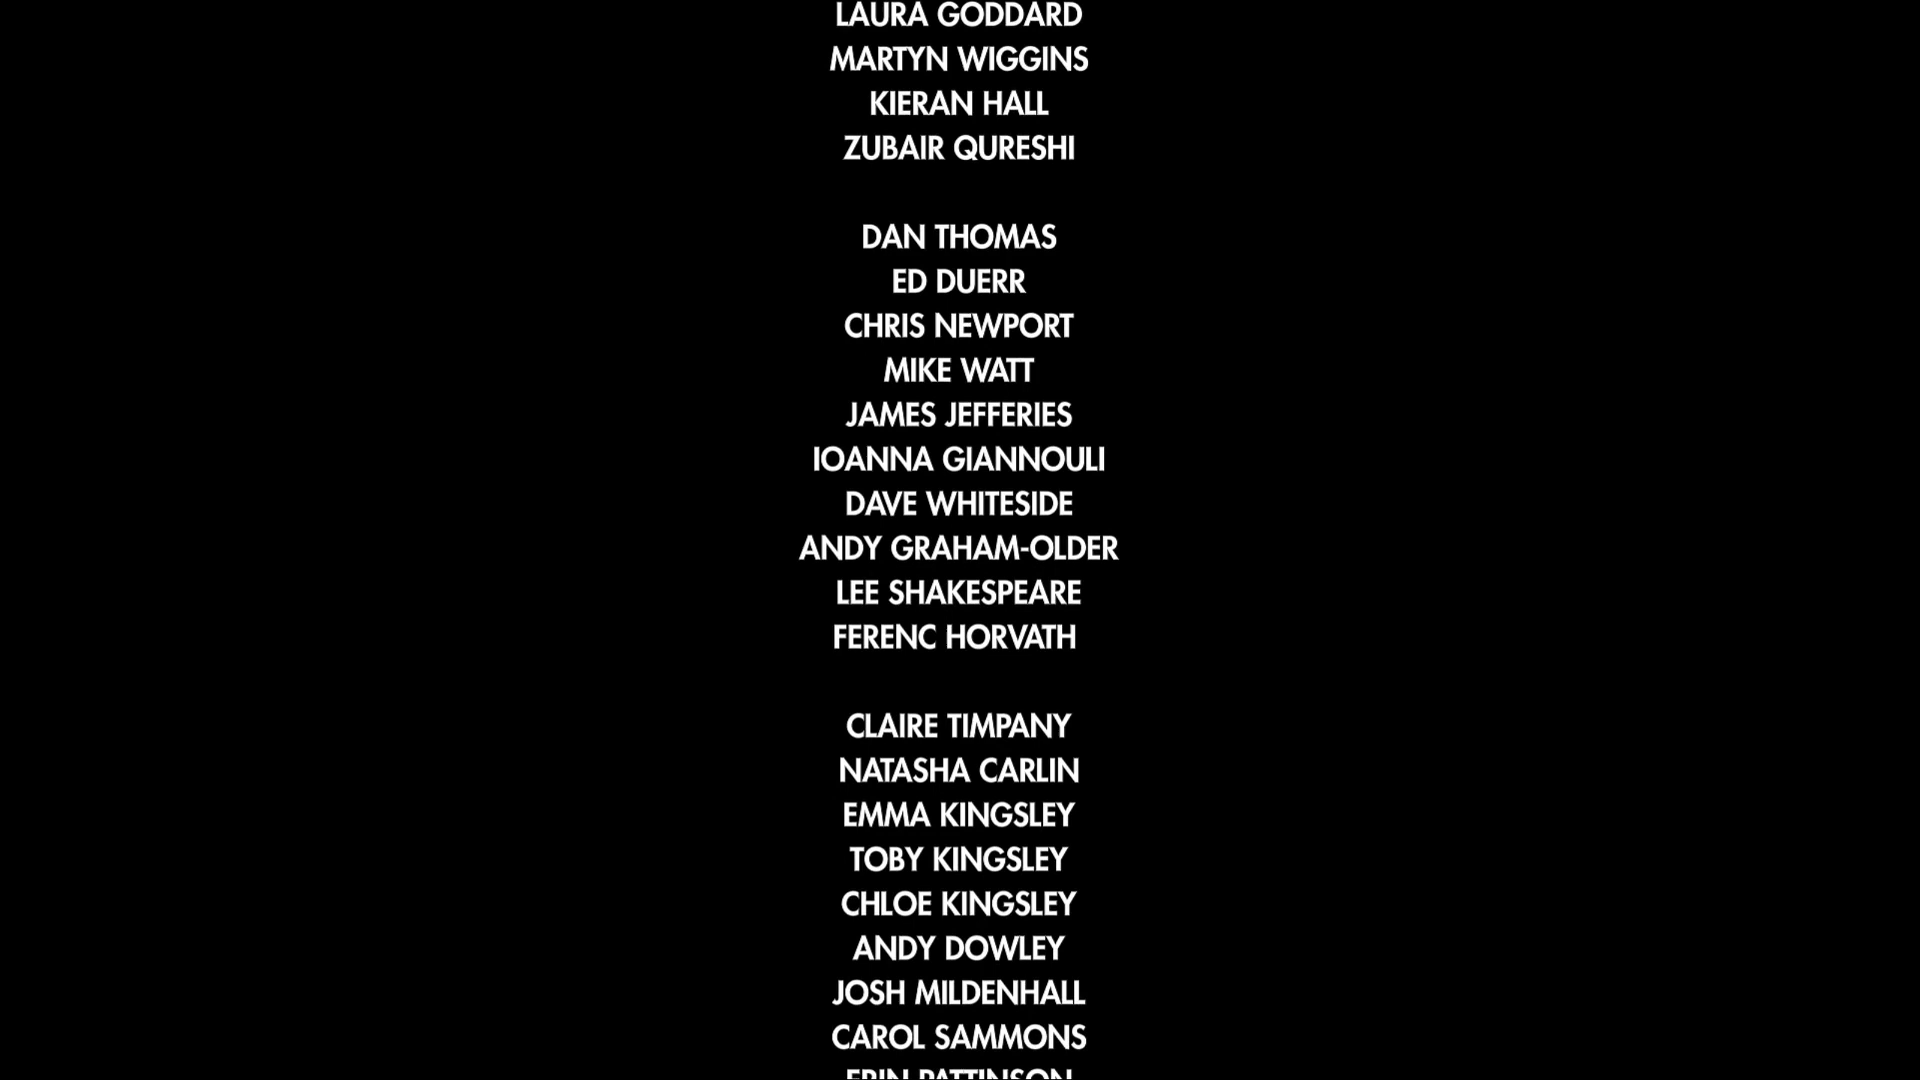 LAURA GODDARD
MARTYN WIGGINS
KIERAN HALL
ZUBAIR QURESHI
DAN THOMAS
ED DUERR
CHRIS NEWPORT
MIKE WATT
JAMES JEFFERIES
IOANNA GIANNOULI
DAVE WHITESIDE
ANDY GRAHAM-OLDER
LEE SHAKESPEARE
FERENC HORVATH
CLAIRE TIMPANY
NATASHA CARLIN
EMMA KINGSLEY
TOBY KINGSLEY
CHLOE KINGSLEY
ANDY DOWLEY
JOSH MILDENHALL
CAROL SAMMONS
ERIN PATTINSON